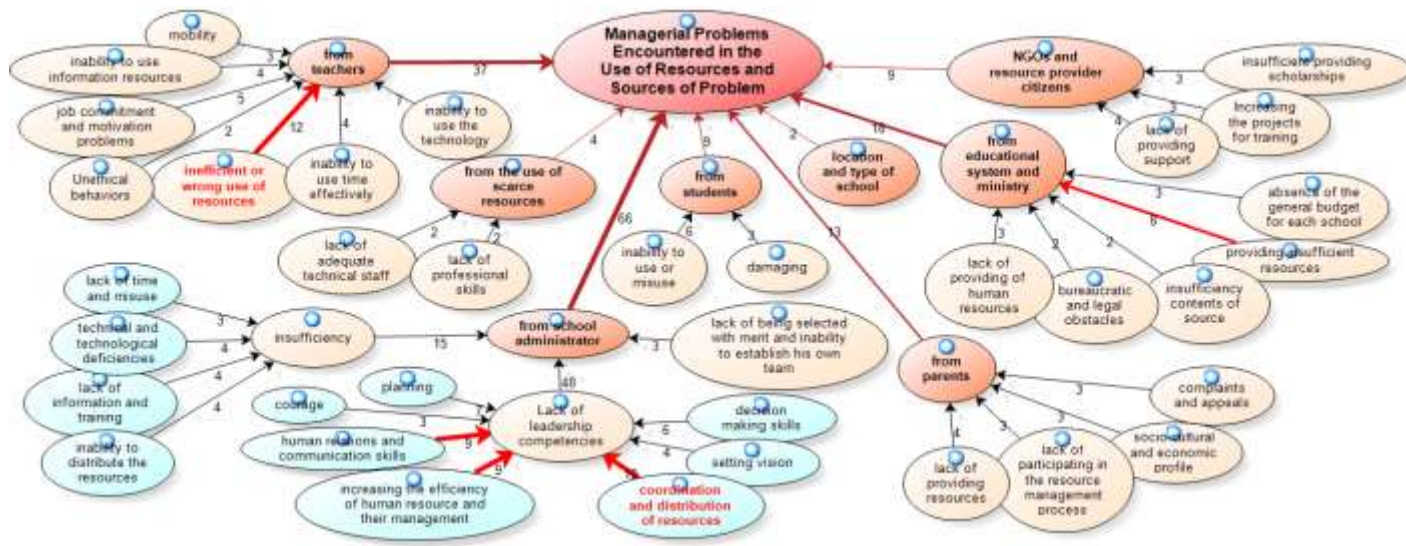 Managerial Problems
Encountered in the
Use of Resources and
Sources of Problem
mobility
3
inability to use
information resources
4
from
teachers
37
job commitment
and motivation
problems
5
Unethical
behaviors
2
inefficient or
wrong use of
resources
12
inability to
use time
effectively
4
inability to
use the
technology
from the use of
scarce
resources
4
lack of
adequate
technical staff
2
lack of
professional
skills
2
from
students
9
inability to
use or
misuse
6
damaging
3
location
and type of
school
2
NGOs and
resource provider
citizens
9
insufficient providing
scholarships
3
Increasing
the projects
for training
3
lack of
providing
support
4
from
educational
system and
ministry
18
absence of the
general budget
for each school
3
providing insufficient
resources
6
insufficiency
contents of
source
2
bureaucratic
and legal
obstacles
2
lack of
providing of
human
resources
3
from
parents
13
complaints
and appeals
3
socio-cultural
and economic
profile
3
lack of
participating in
the resource
management
process
3
lack of
providing
resources
4
from school
administrator
66
lack of being selected
with merit and inability
to establish his own
team
3
insufficiency
15
lack of time
and misuse
3
technical and
technological
deficiencies
4
lack of
information and
training
4
inability to
distribute the
resources
4
Lack of
leadership
competencies
48
planning
7
courage
3
human relations and
communication skills
9
increasing the efficiency
of human resource and
their management
9
coordination
and distribution
of resources
setting vision
4
decision
making skills
6